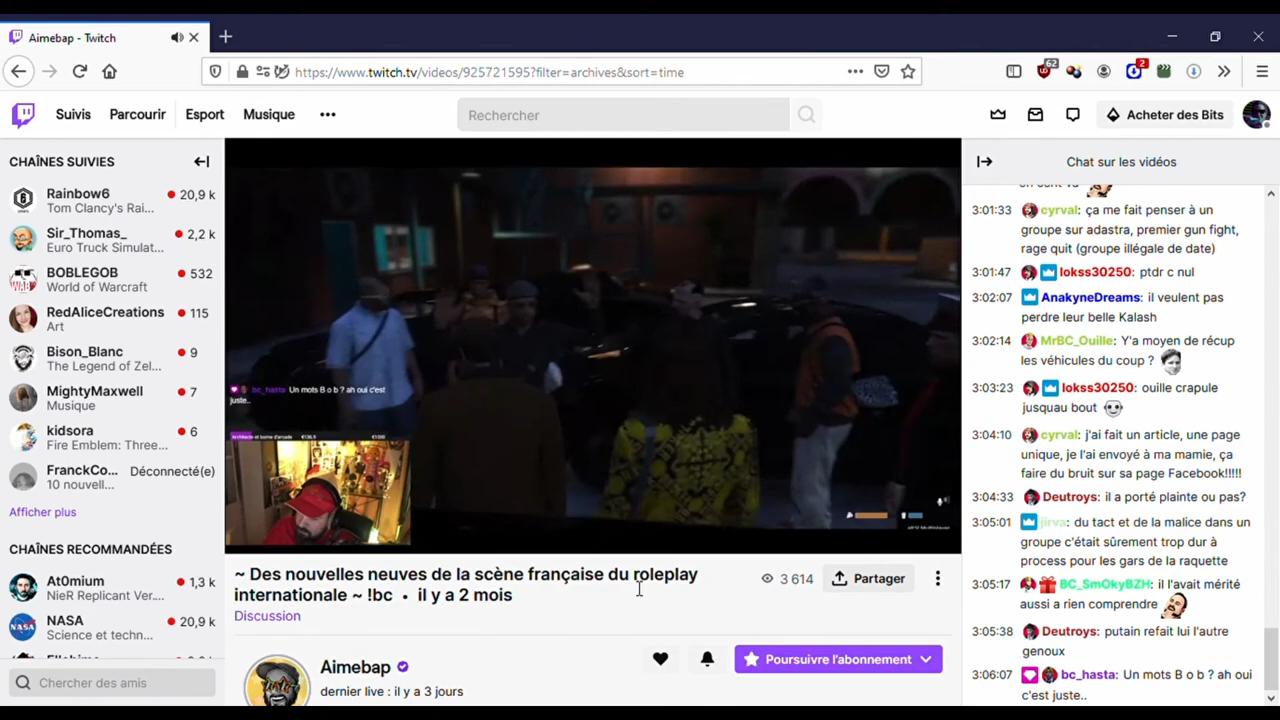 Aimebap - Twitch
https://www.twitch.tv/videos/925721595?filter=archives&sort=time
62
2
Suivis
Parcourir
Esport
Musique
Rechercher
Acheter des Bits
CHAÎNES SUIVIES
Rainbow6
20,9 k
Tom Clancy's Rai...
Sir_Thomas_
2,2 k
Euro Truck Simulat...
BOBLEGOB
532
World of Warcraft
RedAliceCreations
115
Art
Bison_Blanc
9
The Legend of Zel...
MightyMaxwell
7
Musique
kidsora
6
Fire Emblem: Three...
FranckCo...
Déconnecté(e)
10 nouvell...
Afficher plus
CHAÎNES RECOMMANDÉES
At0mium
1,3 k
NieR Replicant Ver...
NASA
20,9 k
Science et techn...
Chercher des amis
bc_hasta Un mots B o b ? ah oui c'est
juste..
~ Des nouvelles neuves de la scène française du roleplay
internationale ~ !bc • il y a 2 mois
Discussion
3 614
Partager
Aimebap
dernier live : il y a 3 jours
Poursuivre l'abonnement
Chat sur les vidéos
3:01:33 cyrval: ça me fait penser à un
groupe sur adastra, premier gun fight,
rage quit (groupe illégale de date)
3:01:47 lokss30250: ptdr c nul
3:02:07 AnakyneDreams: il veulent pas
perdre leur belle Kalash
3:02:14 MrBC_Ouille: Y'a moyen de récup
les véhicules du coup ?
3:03:23 lokss30250: ouille crapule
jusquau bout
3:04:10 cyrval: j'ai fait un article, une page
unique, je l'ai envoyé à ma mamie, ça
faire du bruit sur sa page Facebook!!!!!
3:04:33 Deutroys: il a porté plainte ou pas?
3:05:01 jirva: du tact et de la malice dans un
groupe c'était sûrement trop dur à
process pour les gars de la raquette
3:05:17 BC_SmOkyBZH: il l'avait mérité
aussi a rien comprendre
3:05:38 Deutroys: putain refait lui l'autre
genoux
3:06:07 bc_hasta: Un mots B o b ? ah oui
c'est juste..